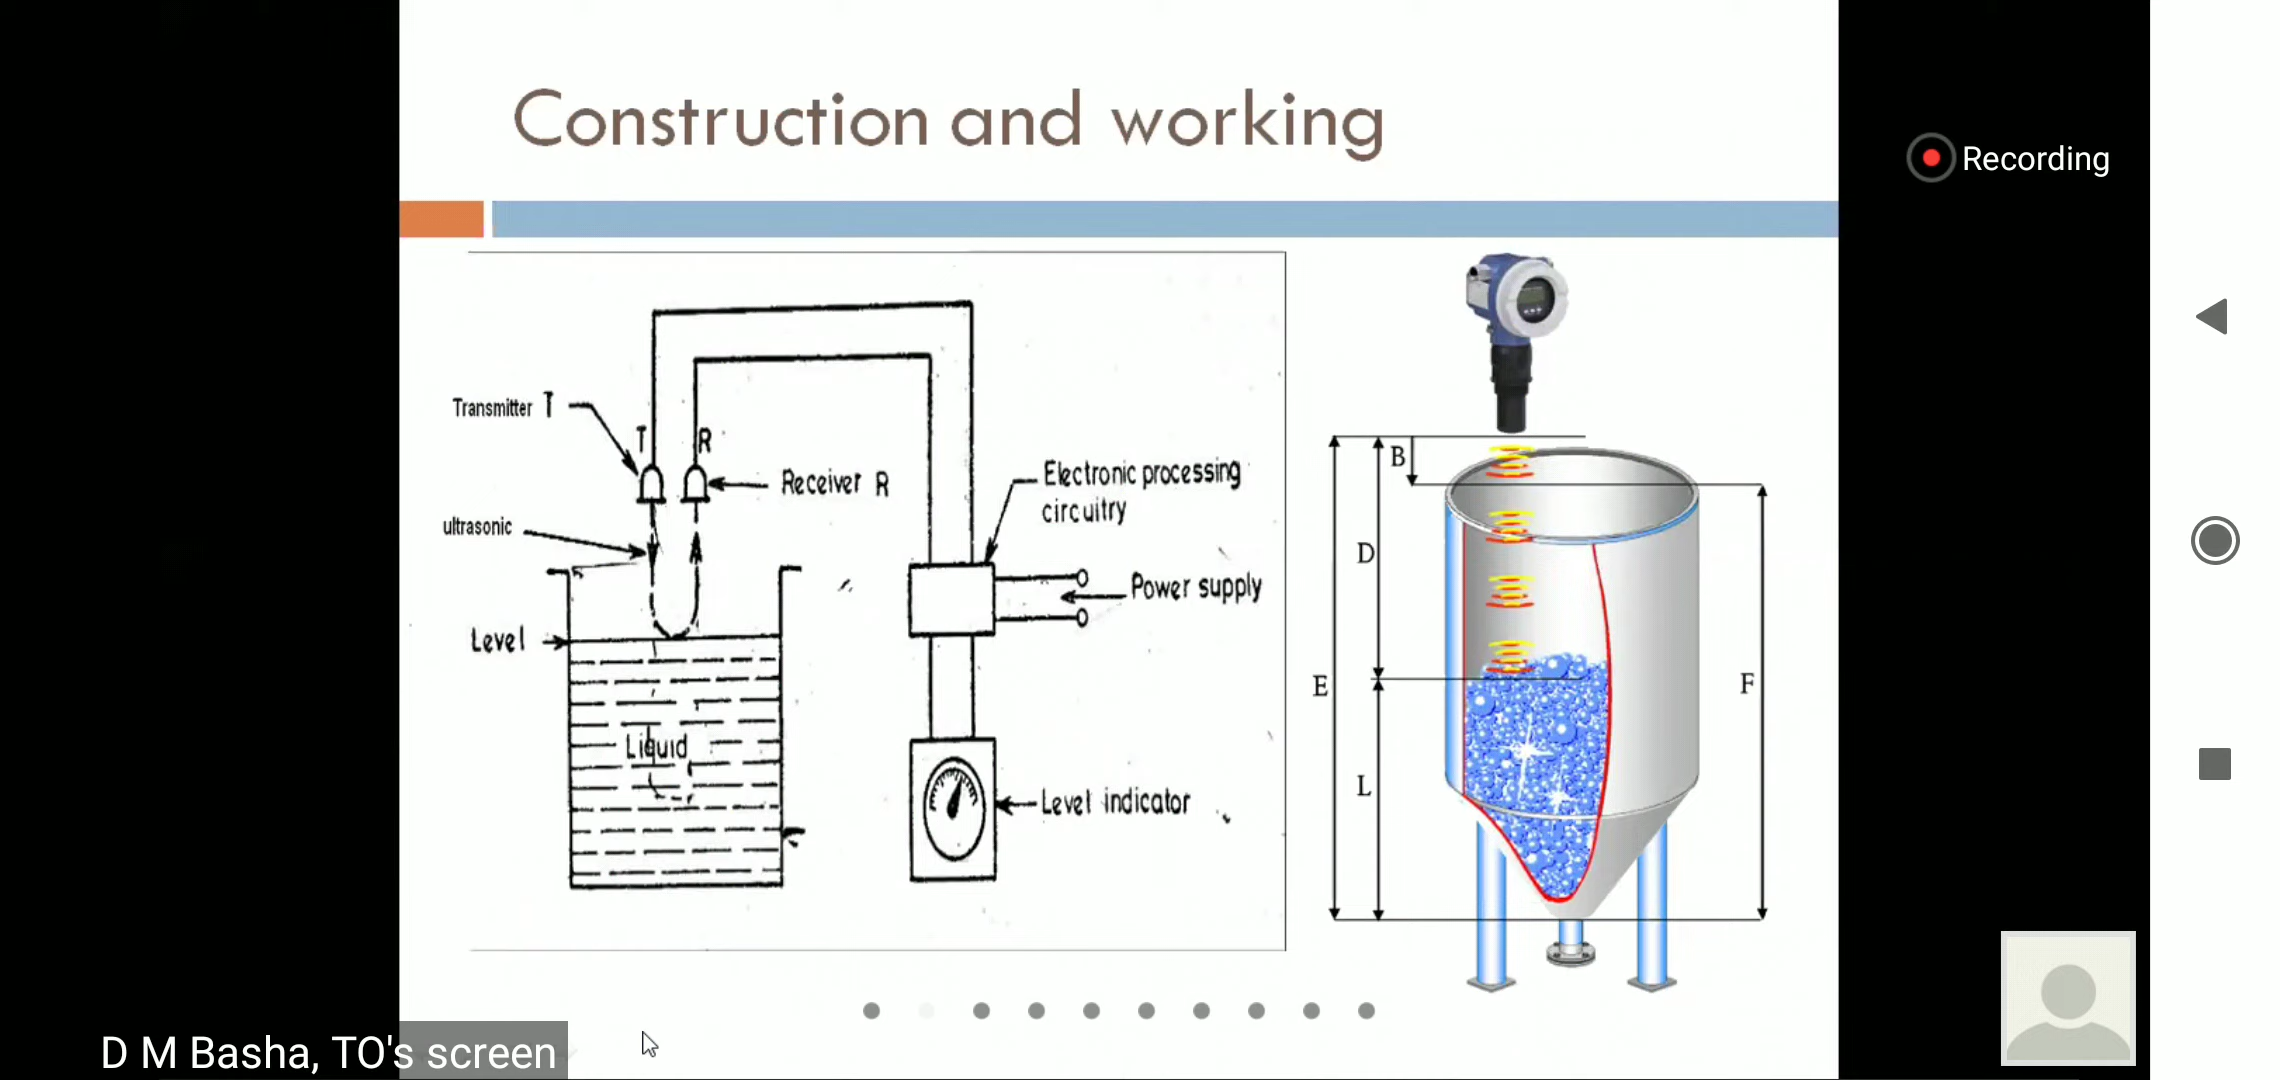 Construction and working
Recording
Transmitter T
T
R
Receiver R
Electronic processing
circuitry
ultrasonic
Power supply
Level
Liquid
Level indicator
B
D
E
F
L
D M Basha, TO's screen